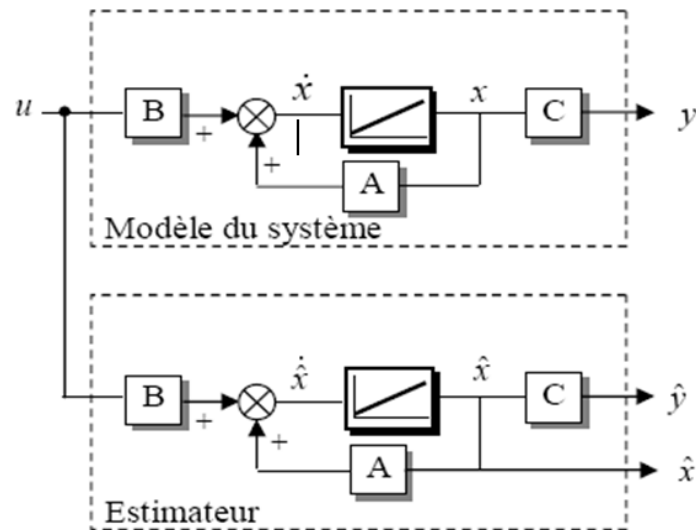 u
B
+
ẋ
+
x
C
y
A
Modèle du système
B
+
x̂̇
+
x̂
C
ŷ
A
x̂
Estimateur